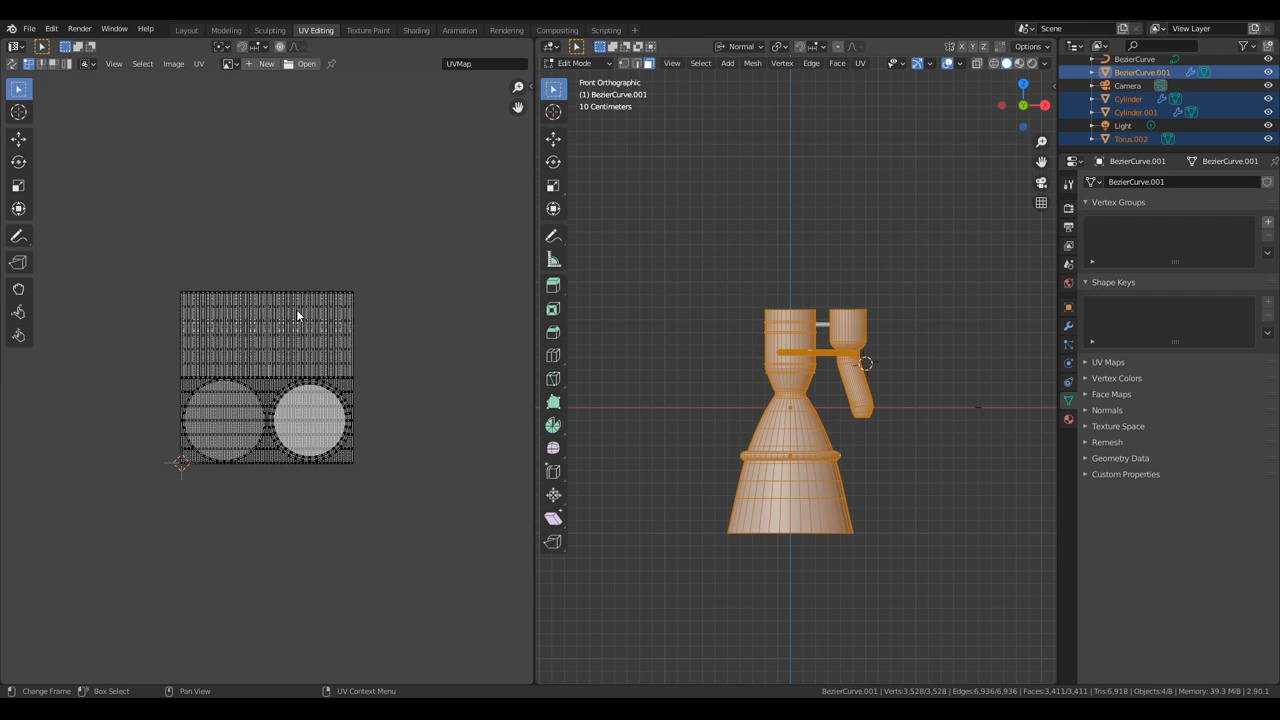 File Edit Render Window Help Layout Modeling Sculpting UV Editing Texture Paint Shading Animation Rendering Compositing Scripting + Scene View Layer
Normal Options
View Select Image UV New Open UVMap
Edit Mode View Select Add Mesh Vertex Edge Face UV
Front Orthographic
(1) BezierCurve.001
10 Centimeters
X Y Z
Z
Y
X
BezierCurve
BezierCurve.001
Camera
Cylinder
Cylinder.001
Light
Torus.002
BezierCurve.001 BezierCurve.001
BezierCurve.001
Vertex Groups
Shape Keys
UV Maps
Vertex Colors
Face Maps
Normals
Texture Space
Remesh
Geometry Data
Custom Properties
Change Frame Box Select Pan View UV Context Menu BezierCurve.001 | Verts:3,528/3,528 | Edges:6,936/6,936 | Faces:3,411/3,411 | Tris:6,918 | Objects:4/8 | Memory: 39.3 MiB | 2.90.1